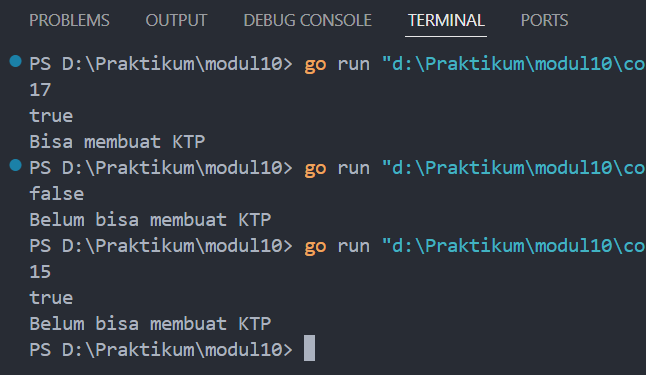 PROBLEMS OUTPUT DEBUG CONSOLE TERMINAL PORTS
PS D:\Praktikum\modul10> go run "d:\Praktikum\modul10\co
17
true
Bisa membuat KTP
PS D:\Praktikum\modul10> go run "d:\Praktikum\modul10\co
false
Belum bisa membuat KTP
PS D:\Praktikum\modul10> go run "d:\Praktikum\modul10\co
15
true
Belum bisa membuat KTP
PS D:\Praktikum\modul10>